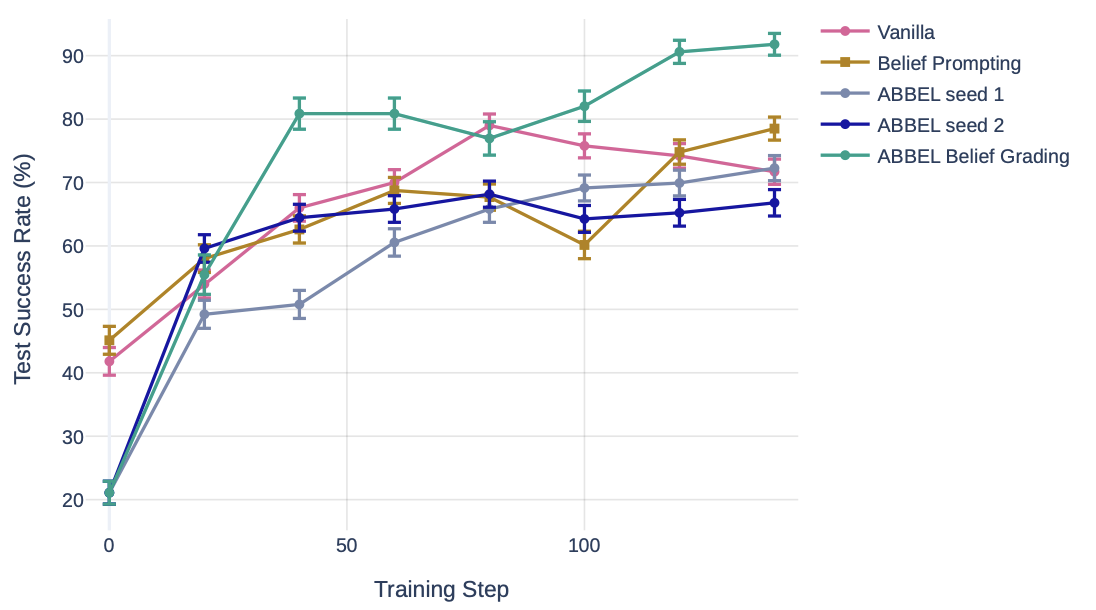 Vanilla
Belief Prompting
ABBEL seed 1
ABBEL seed 2
ABBEL Belief Grading
Test Success Rate (%)
90
80
70
60
50
40
30
20
0
50
100
Training Step